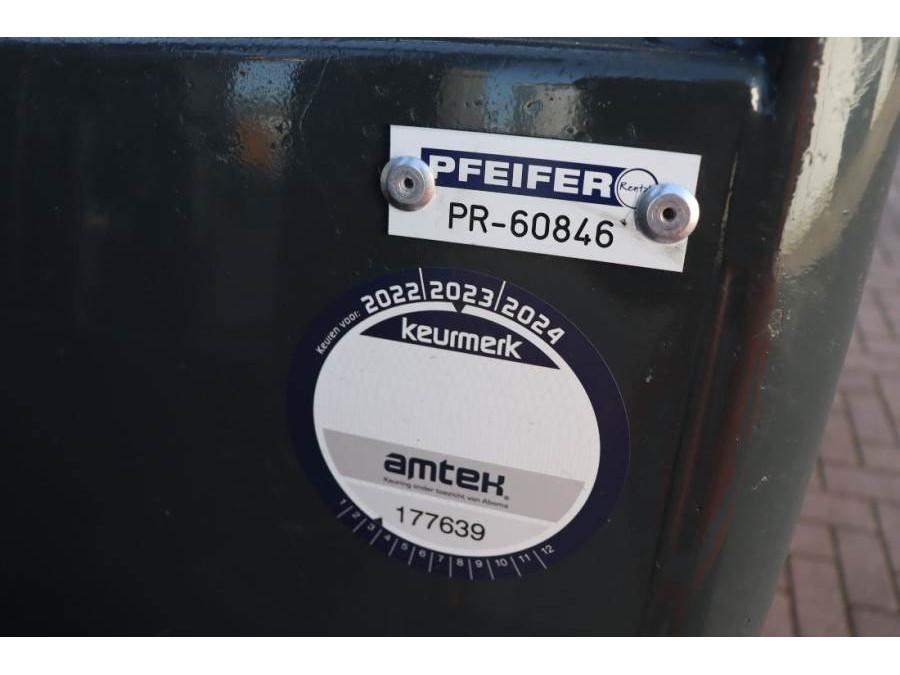 PFEIFER Rental
PR-60846
Keuren voor: 2022 2023 2024
keurmerk
amtek®
Keuring onder toezicht van Aboma
177639
1 2 3 4 5 6 7 8 9 10 11 12